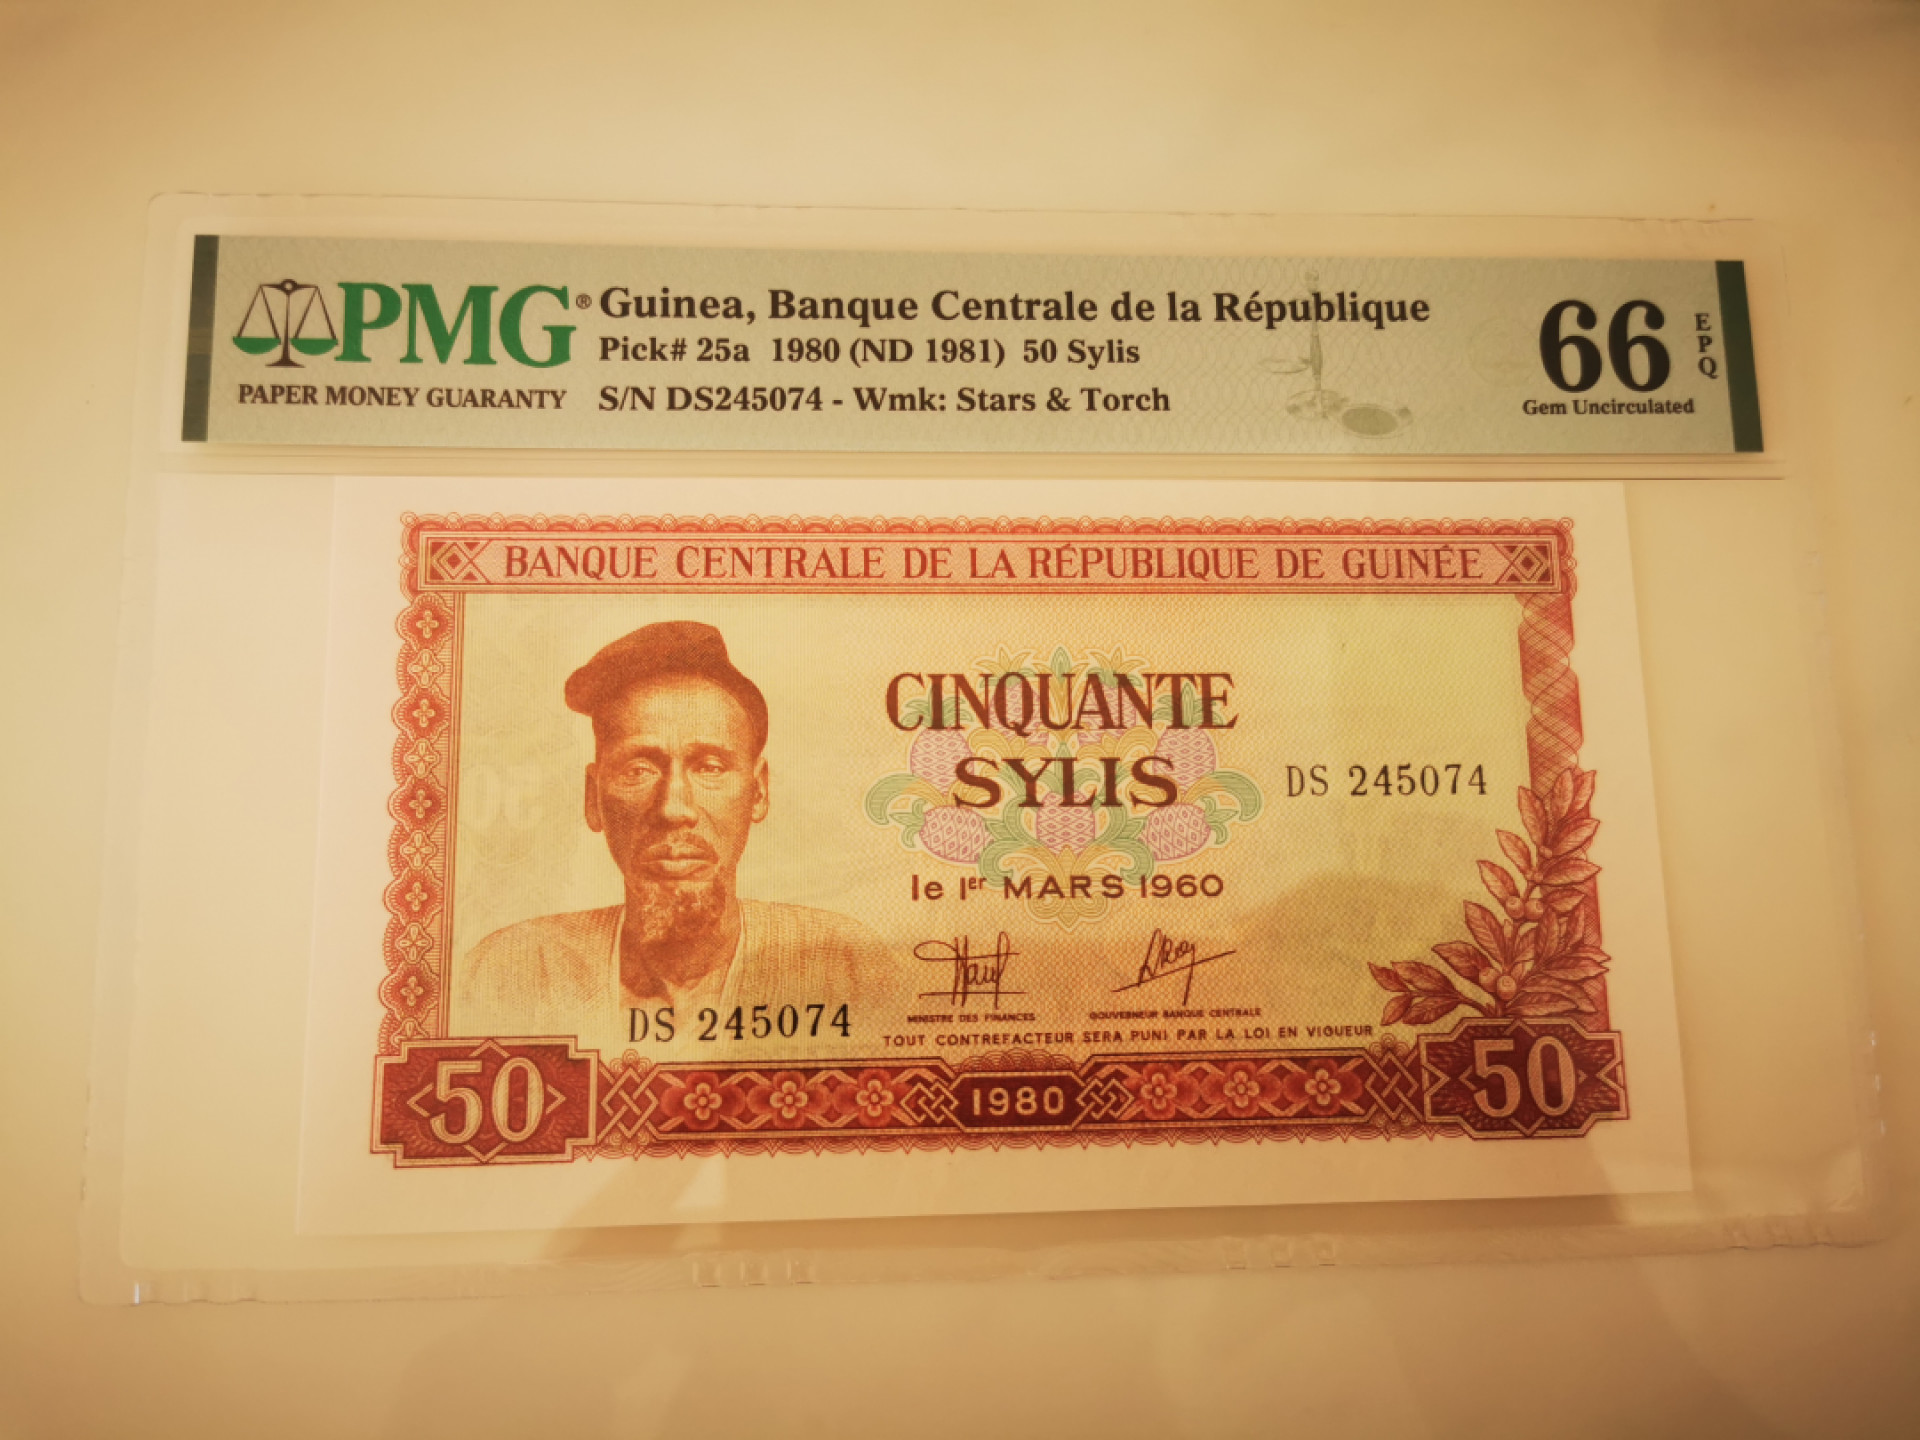 PMG®
PAPER MONEY GUARANTY
Guinea, Banque Centrale de la République
Pick# 25a 1980 (ND 1981) 50 Sylis
S/N DS245074 - Wmk: Stars & Torch
66
EPQ
Gem Uncirculated
BANQUE CENTRALE DE LA RÉPUBLIQUE DE GUINÉE
CINQUANTE
SYLIS
DS 245074
le 1er MARS 1960
MINISTRE DES FINANCES
GOUVERNEUR BANQUE CENTRALE
DS 245074
TOUT CONTREFACTEUR SERA PUNI PAR LA LOI EN VIGUEUR
50
1980
50